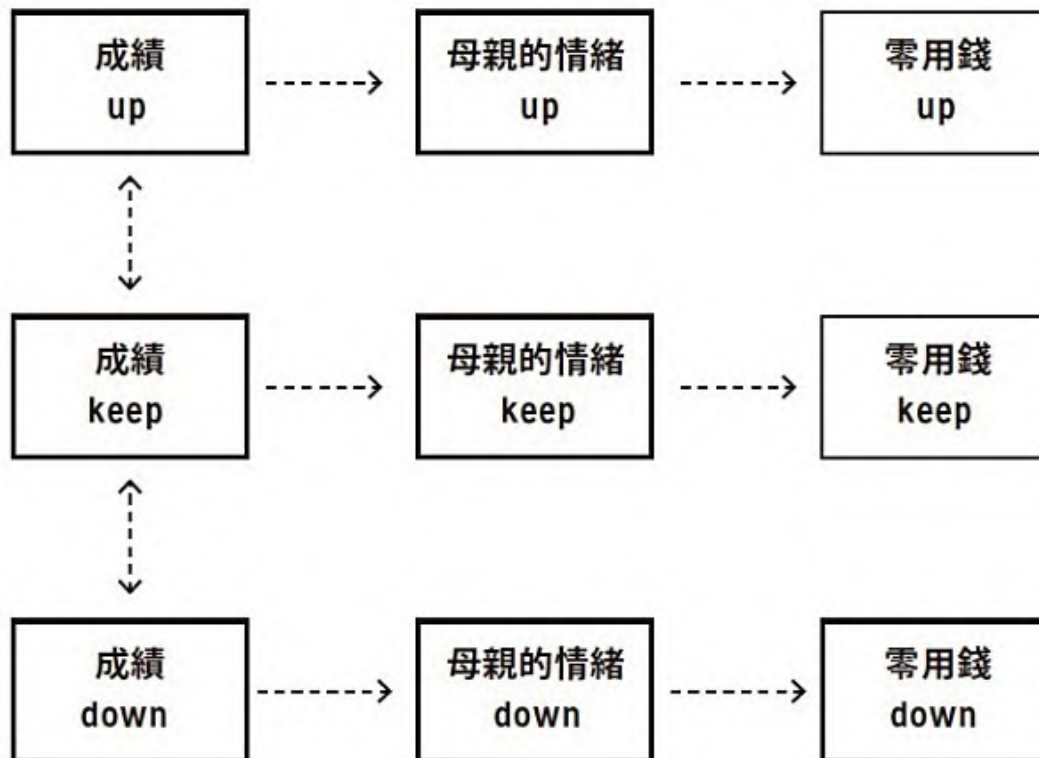 成績
up
母親的情緒
up
零用錢
up
成績
keep
母親的情緒
keep
零用錢
keep
成績
down
母親的情緒
down
零用錢
down